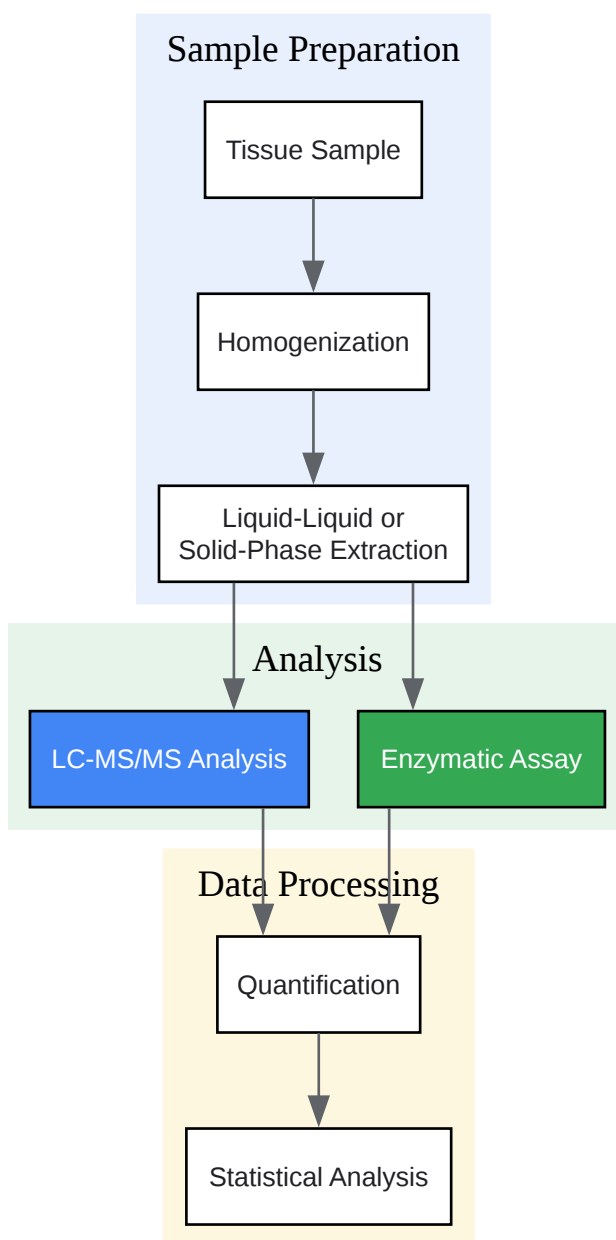 Sample Preparation
Tissue Sample
Homogenization
Liquid-Liquid or
Solid-Phase Extraction
Analysis
LC-MS/MS Analysis
Enzymatic Assay
Data Processing
Quantification
Statistical Analysis